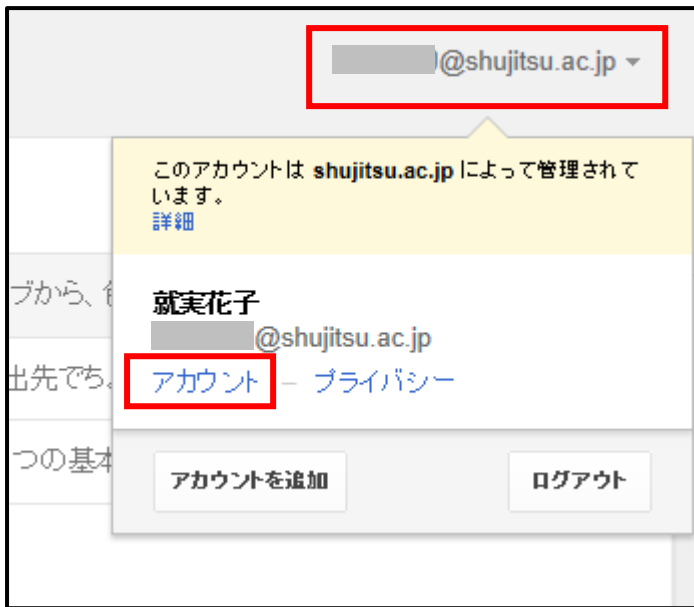 @shujitsu.ac.jp
このアカウントは shujitsu.ac.jp によって管理されて
います。
詳細
ブから、
就実花子
@shujitsu.ac.jp
出先でち
アカウント – プライバシー
つの基本
アカウントを追加 ログアウト